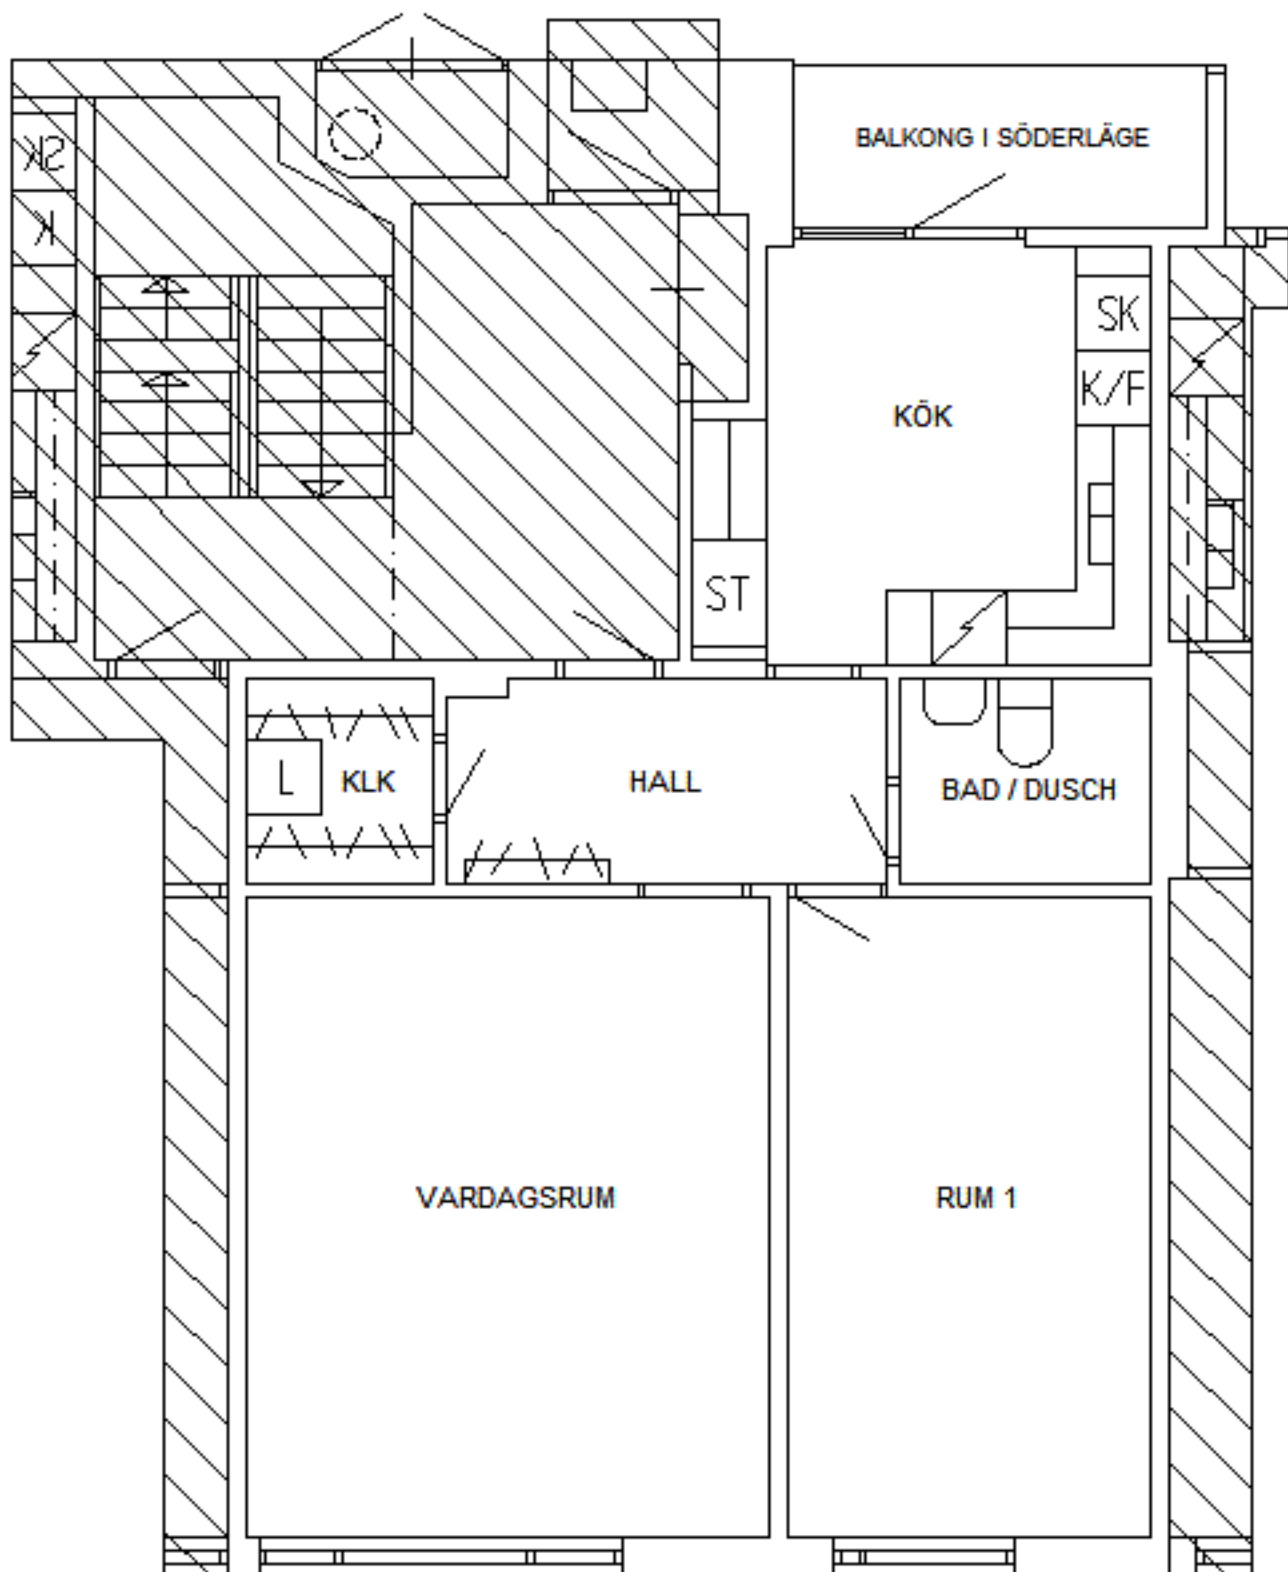 BALKONG I SÖDERLÄGE
SK
K
SK
K/F
KÖK
ST
L
KLK
HALL
BAD / DUSCH
VARDAGSRUM
RUM 1